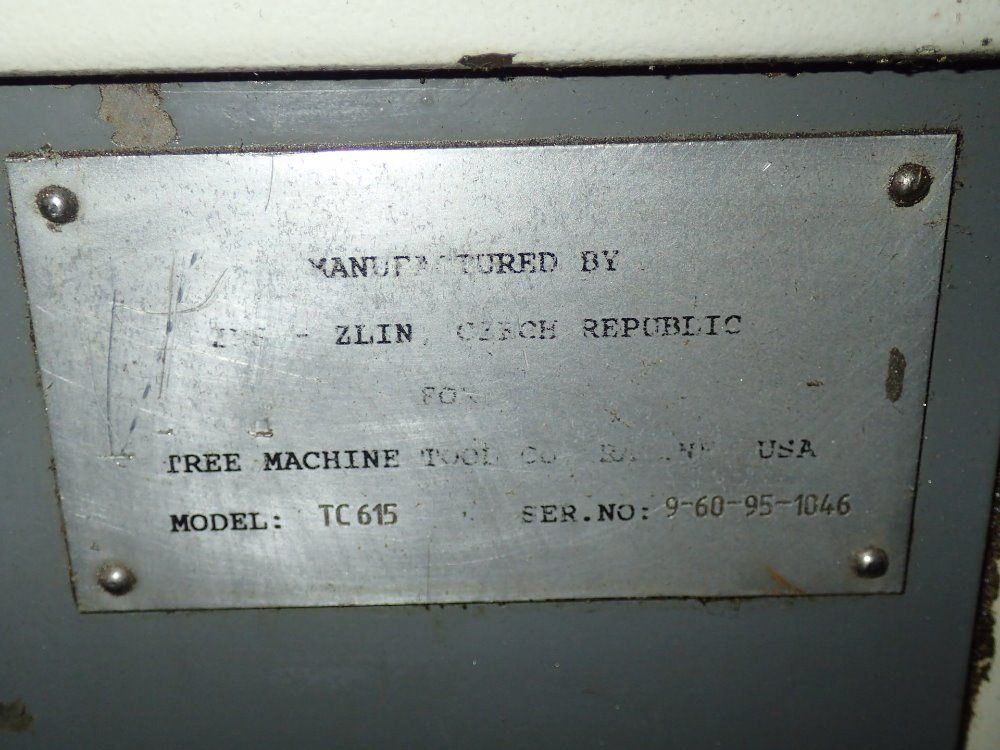 MANUFACTURED BY
- ZLIN, CZECH REPUBLIC
FOR
TREE MACHINE TOOL CO. RACINE USA
MODEL: TC615 SER.NO: 9-60-95-1046